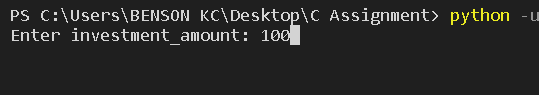 PS C:\Users\BENSON KC\Desktop\C Assignment> python -u
Enter investment_amount: 100